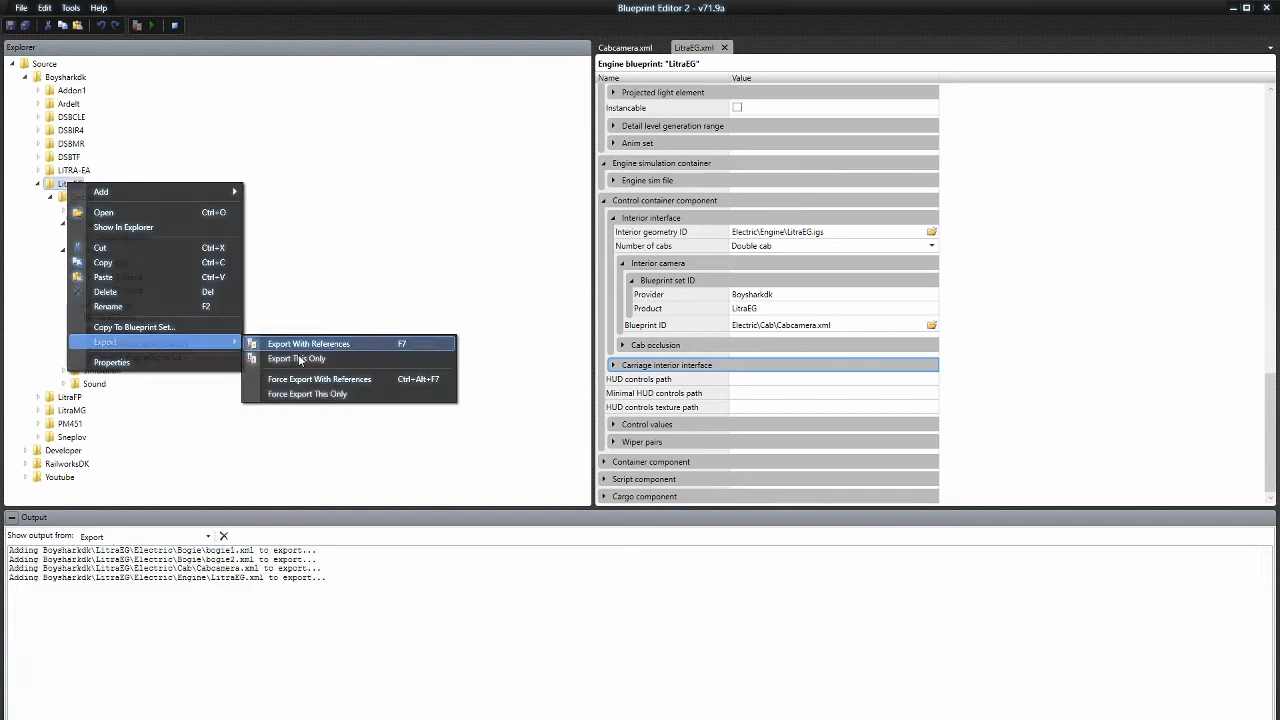 File Edit Tools Help
Blueprint Editor 2 - v71.9a
Explorer
Source
Boysharkdk
Addon1
Ardelt
DSBCLE
DSBIR4
DSBMR
DSBTF
LITRA-EA
Add
Open Ctrl+O
Show In Explorer
Cut Ctrl+X
Copy Ctrl+C
Paste Ctrl+V
Delete Del
Rename F2
Copy To Blueprint Set...
Export
Properties
Export With References F7
Export This Only
Force Export With References Ctrl+Alt+F7
Force Export This Only
Sound
LitraFP
LitraMG
PM451
Sneplov
Developer
RailworksDK
Youtube
Cabcamera.xml LitraEG.xml
Engine blueprint: "LitraEG"
Name Value
Projected light element
Instancable
Detail level generation range
Anim set
Engine simulation container
Engine sim file
Control container component
Interior interface
Interior geometry ID Electric\Engine\LitraEG.igs
Number of cabs Double cab
Interior camera
Blueprint set ID
Provider Boysharkdk
Product LitraEG
Blueprint ID Electric\Cab\Cabcamera.xml
Cab occlusion
Carriage interior interface
HUD controls path
Minimal HUD controls path
HUD controls texture path
Control values
Wiper pairs
Container component
Script component
Cargo component
Output
Show output from: Export
Adding Boysharkdk\LitraEG\Electric\Bogie\bogie1.xml to export...
Adding Boysharkdk\LitraEG\Electric\Bogie\bogie2.xml to export...
Adding Boysharkdk\LitraEG\Electric\Cab\Cabcamera.xml to export...
Adding Boysharkdk\LitraEG\Electric\Engine\LitraEG.xml to export...